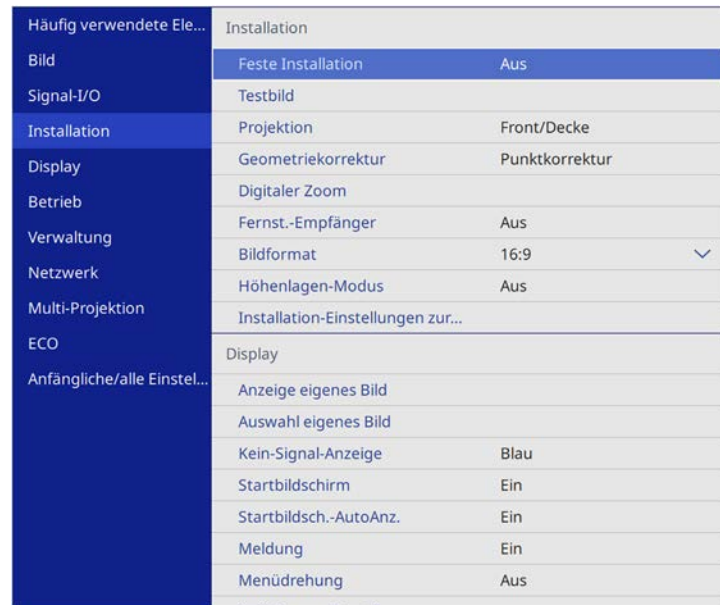 Häufig verwendete Ele...
Bild
Signal-I/O
Installation
Display
Betrieb
Verwaltung
Netzwerk
Multi-Projektion
ECO
Anfängliche/alle Einstel...
Installation
Feste Installation Aus
Testbild
Projektion Front/Decke
Geometriekorrektur Punktkorrektur
Digitaler Zoom
Fernst.-Empfänger Aus
Bildformat 16:9
Höhenlagen-Modus Aus
Installation-Einstellungen zur...
Display
Anzeige eigenes Bild
Auswahl eigenes Bild
Kein-Signal-Anzeige Blau
Startbildschirm Ein
Startbildsch.-AutoAnz. Ein
Meldung Ein
Menüdrehung Aus